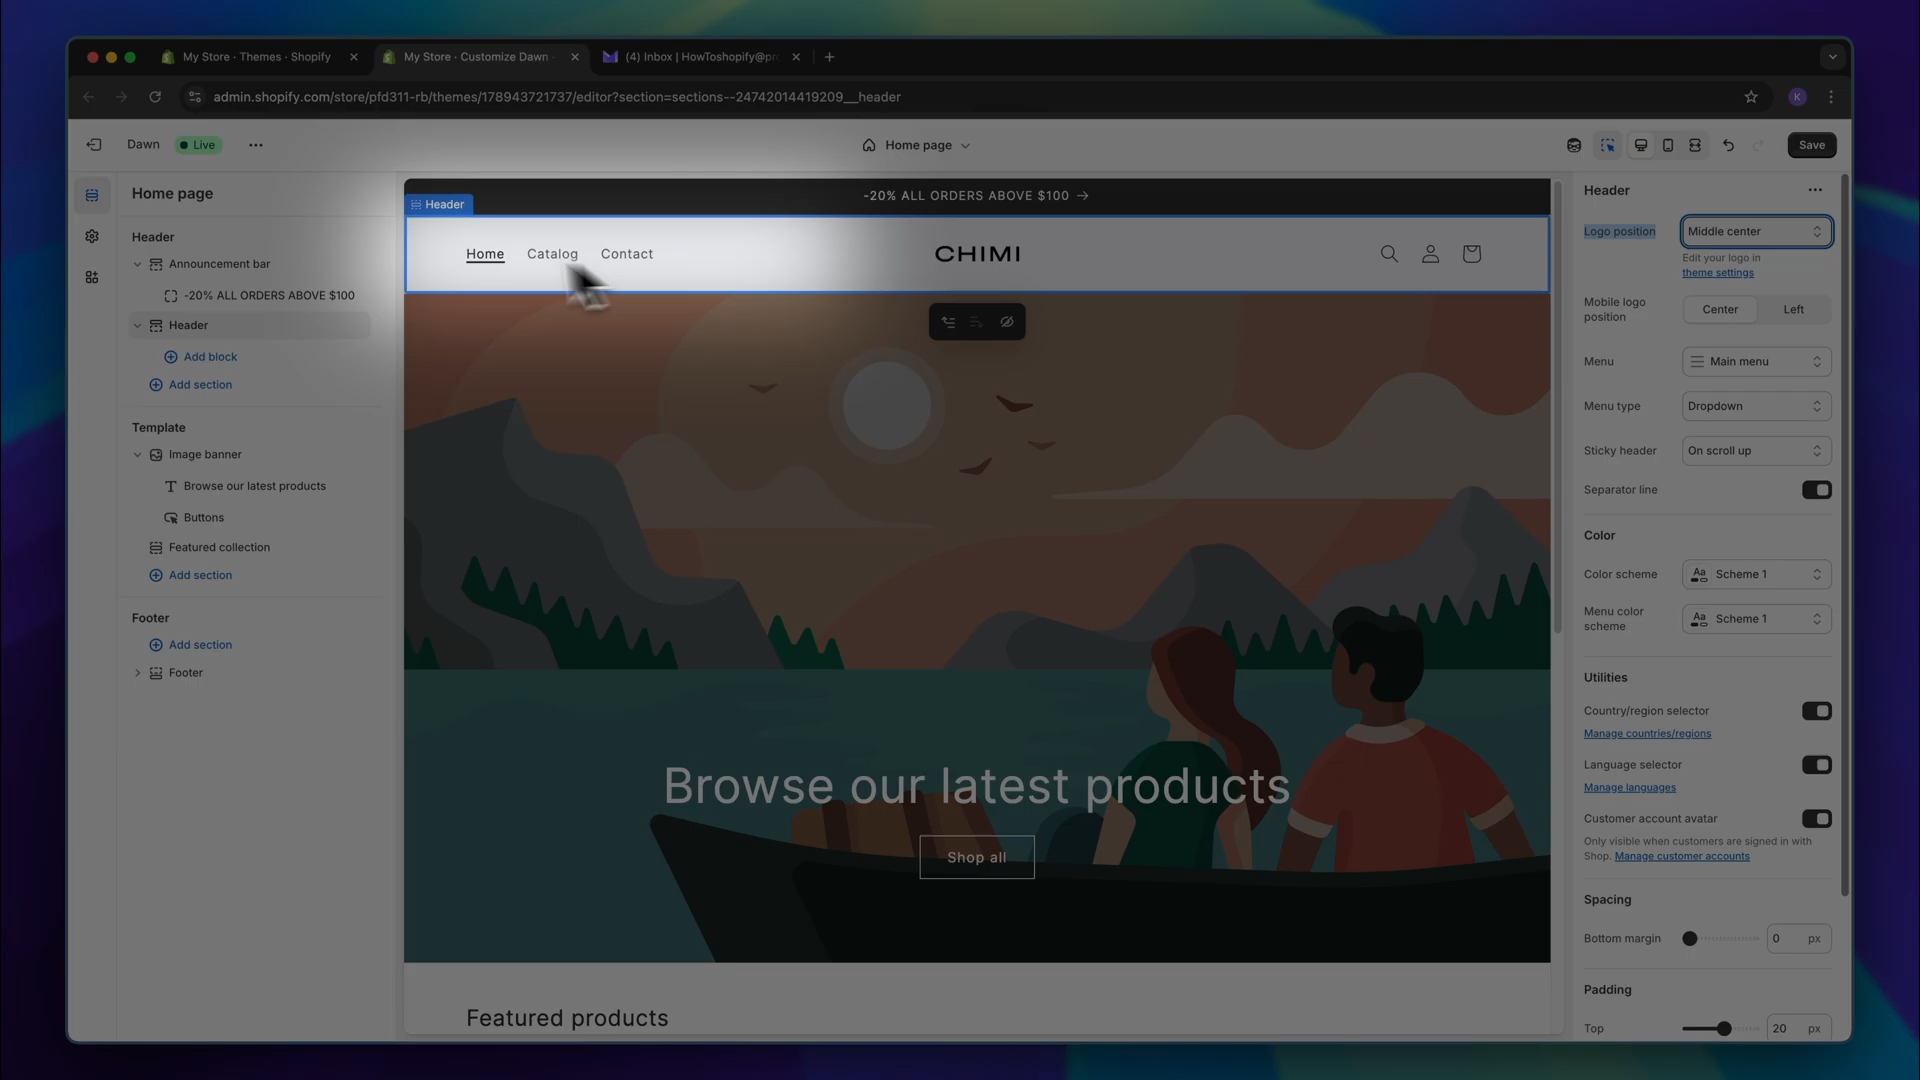 My Store · Themes · Shopify
My Store · Customize Dawn ·
(4) Inbox | HowToshopify@pr
admin.shopify.com/store/pfd311-rb/themes/178943721737/editor?section=sections--24742014419209__header
K
Dawn
Live
Home page
Save
Home page
Header
Announcement bar
-20% ALL ORDERS ABOVE $100
Header
Add block
Add section
Template
Image banner
Browse our latest products
Buttons
Featured collection
Add section
Footer
Add section
Footer
-20% ALL ORDERS ABOVE $100
Header
Home
Catalog
Contact
CHIMI
Browse our latest products
Shop all
Featured products
Header
Logo position
Middle center
Edit your logo in
theme settings
Mobile logo
position
Center
Left
Menu
Main menu
Menu type
Dropdown
Sticky header
On scroll up
Separator line
Color
Color scheme
Aa
Scheme 1
Menu color
scheme
Aa
Scheme 1
Utilities
Country/region selector
Manage countries/regions
Language selector
Manage languages
Customer account avatar
Only visible when customers are signed in with
Shop. Manage customer accounts
Spacing
Bottom margin
0
px
Padding
Top
20
px